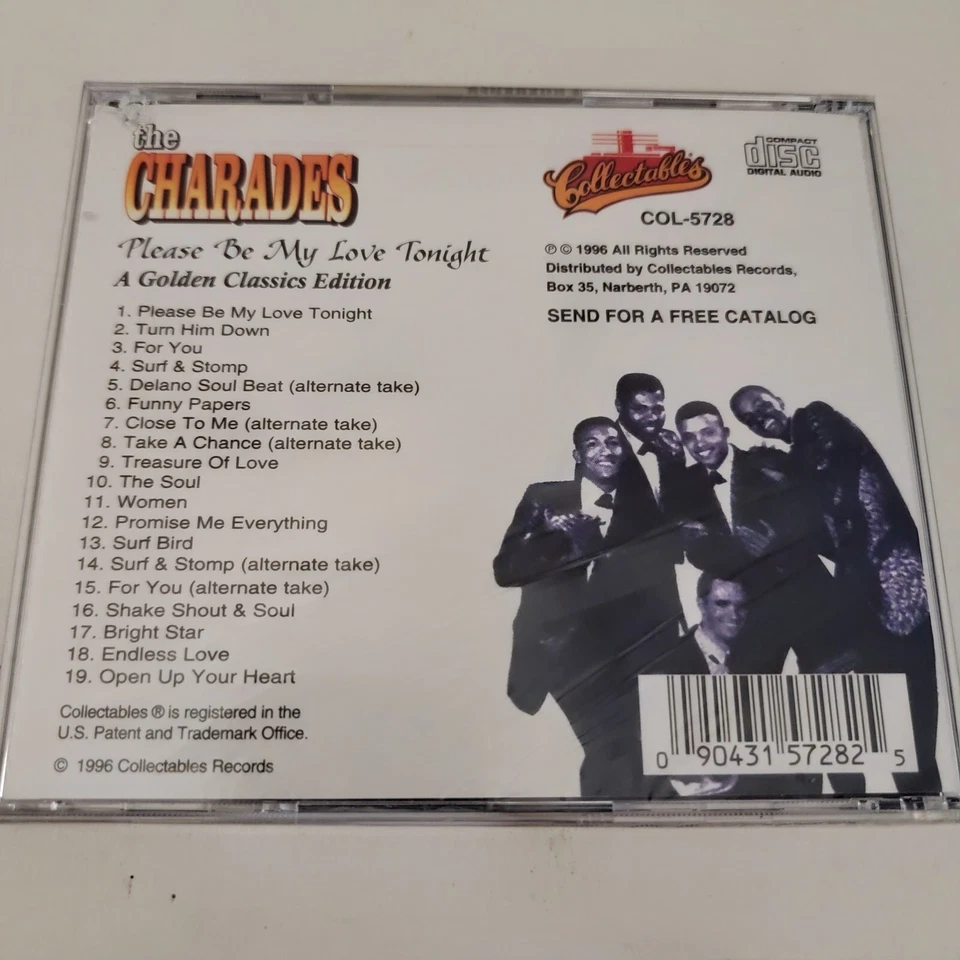 the
CHARADES
Please Be My Love Tonight
A Golden Classics Edition
1. Please Be My Love Tonight
2. Turn Him Down
3. For You
4. Surf & Stomp
5. Delano Soul Beat (alternate take)
6. Funny Papers
7. Close To Me (alternate take)
8. Take A Chance (alternate take)
9. Treasure Of Love
10. The Soul
11. Women
12. Promise Me Everything
13. Surf Bird
14. Surf & Stomp (alternate take)
15. For You (alternate take)
16. Shake Shout & Soul
17. Bright Star
18. Endless Love
19. Open Up Your Heart
Collectables ® is registered in the
U.S. Patent and Trademark Office.
© 1996 Collectables Records
Collectables
COMPACT
disc
DIGITAL AUDIO
COL-5728
℗ © 1996 All Rights Reserved
Distributed by Collectables Records,
Box 35, Narberth, PA 19072
SEND FOR A FREE CATALOG
0 90431 57282 5